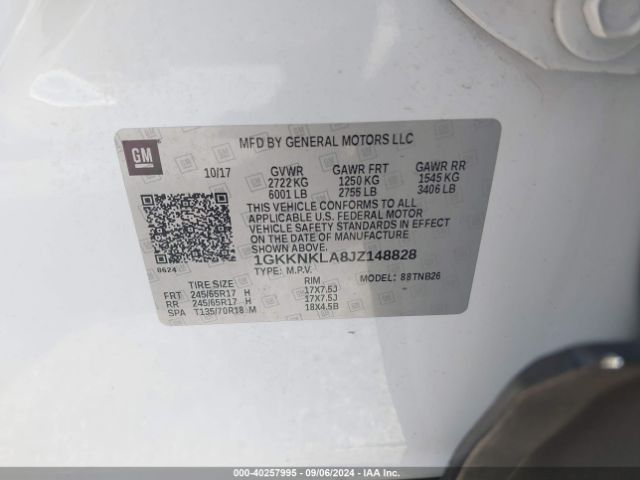 GM
MFD BY GENERAL MOTORS LLC
10/17 GVWR GAWR FRT GAWR RR
2722 KG 1250 KG 1545 KG
6001 LB 2755 LB 3406 LB
THIS VEHICLE CONFORMS TO ALL
APPLICABLE U.S. FEDERAL MOTOR
VEHICLE SAFETY STANDARDS IN
EFFECT ON THE DATE OF MANUFACTURE
SHOWN ABOVE.
1GKKNKLA8JZ148828
0624
TYPE: M.P.V. MODEL: 88TNB26
TIRE SIZE RIM
FRT 245/65R17 H 17X7.5J
RR 245/65R17 H 17X7.5J
SPA T135/70R18 M 18X4.5B
000-40257995 - 09/06/2024 - IAAI.com